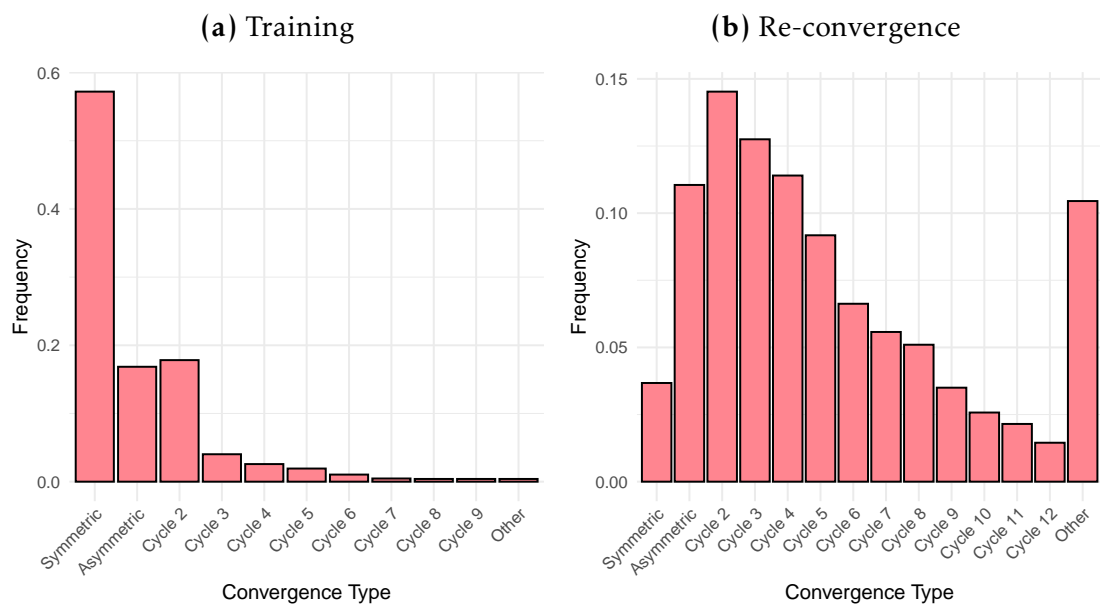 (a) Training
0.6
0.4
0.2
0.0
Frequency
Symmetric
Asymmetric
Cycle 2
Cycle 3
Cycle 4
Cycle 5
Cycle 6
Cycle 7
Cycle 8
Cycle 9
Other
Convergence Type
(b) Re-convergence
0.15
0.10
0.05
0.00
Frequency
Symmetric
Asymmetric
Cycle 2
Cycle 3
Cycle 4
Cycle 5
Cycle 6
Cycle 7
Cycle 8
Cycle 9
Cycle 10
Cycle 11
Cycle 12
Other
Convergence Type